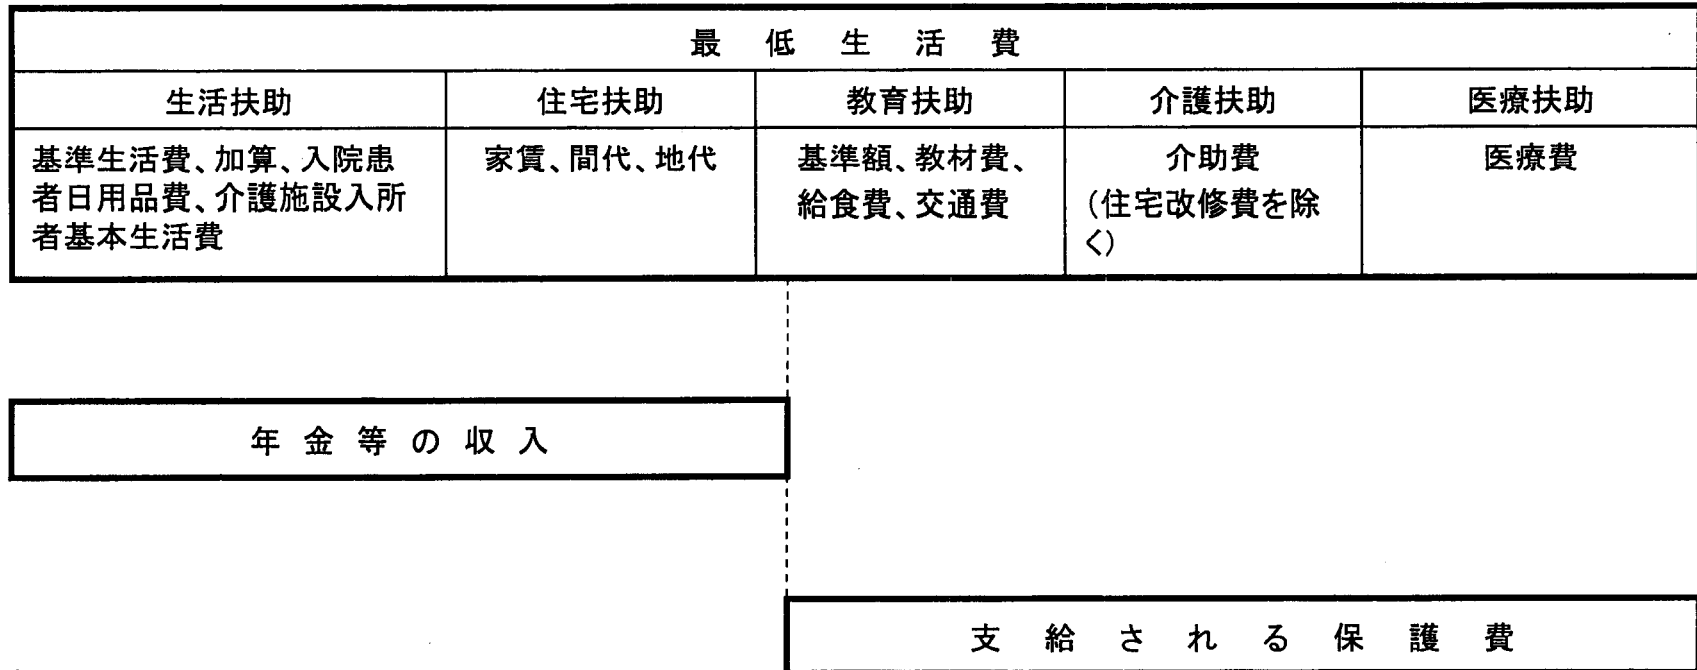 最低生活費
生活扶助
住宅扶助
教育扶助
介護扶助
医療扶助
基準生活費、加算、入院患
者日用品費、介護施設入所
者基本生活費
家賃、間代、地代
基準額、教材費、
給食費、交通費
介助費
(住宅改修費を除
く)
医療費
年金等の収入
支給される保護費